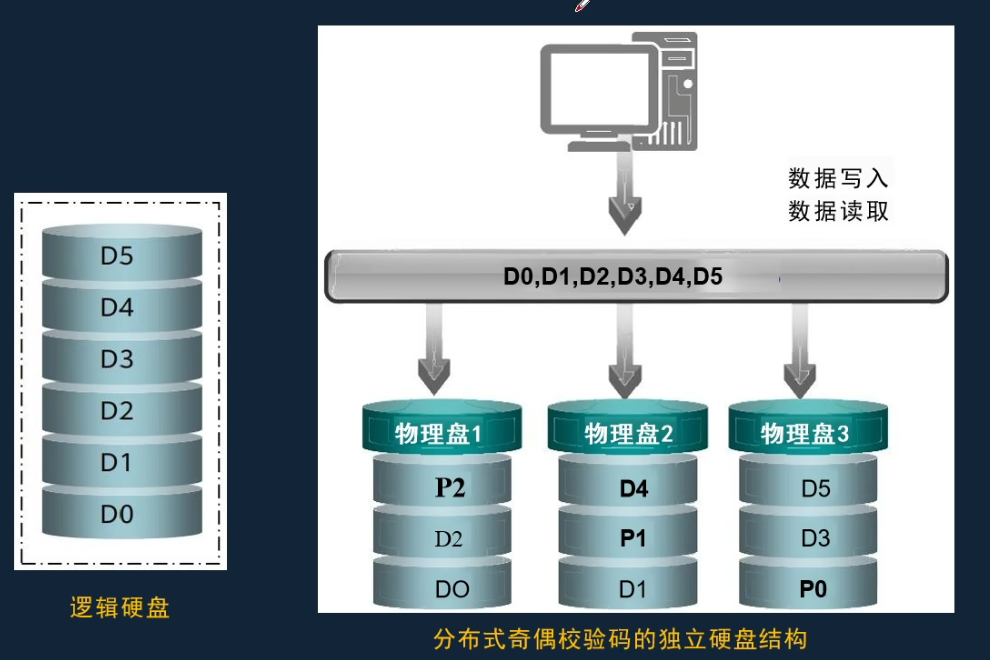 数据写入
数据读取
D0,D1,D2,D3,D4,D5
D5
D4
D3
D2
D1
D0
逻辑硬盘
物理盘1
物理盘2
物理盘3
P2
D4
D5
D2
P1
D3
DO
D1
P0
分布式奇偶校验码的独立硬盘结构